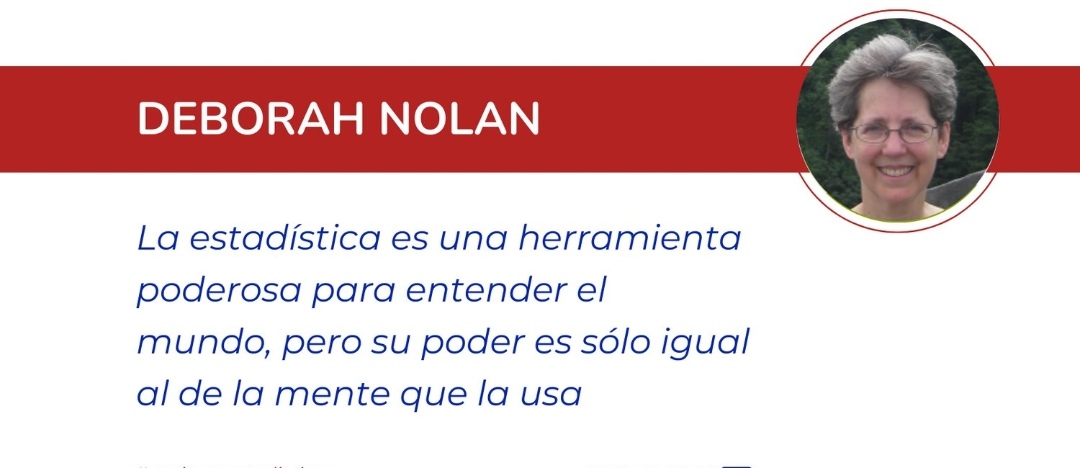 DEBORAH NOLAN
La estadística es una herramienta
poderosa para entender el
mundo, pero su poder es sólo igual
al de la mente que la usa